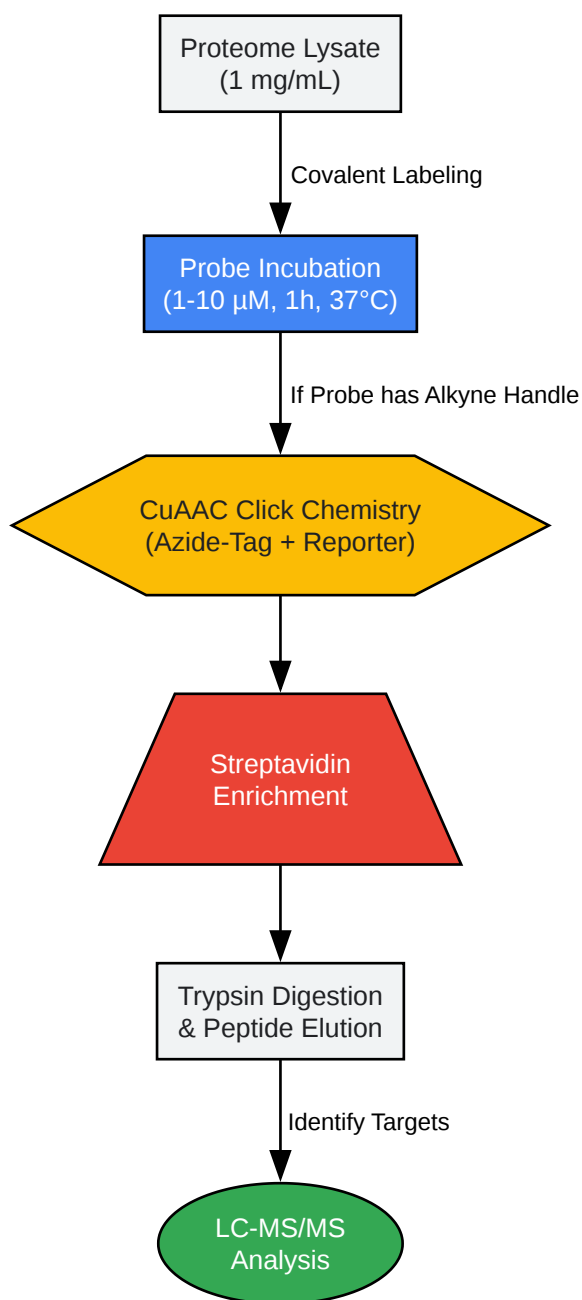 Proteome Lysate
(1 mg/mL)
Covalent Labeling
Probe Incubation
(1-10 µM, 1h, 37°C)
If Probe has Alkyne Handle
CuAAC Click Chemistry
(Azide-Tag + Reporter)
Streptavidin
Enrichment
Trypsin Digestion
& Peptide Elution
Identify Targets
LC-MS/MS
Analysis